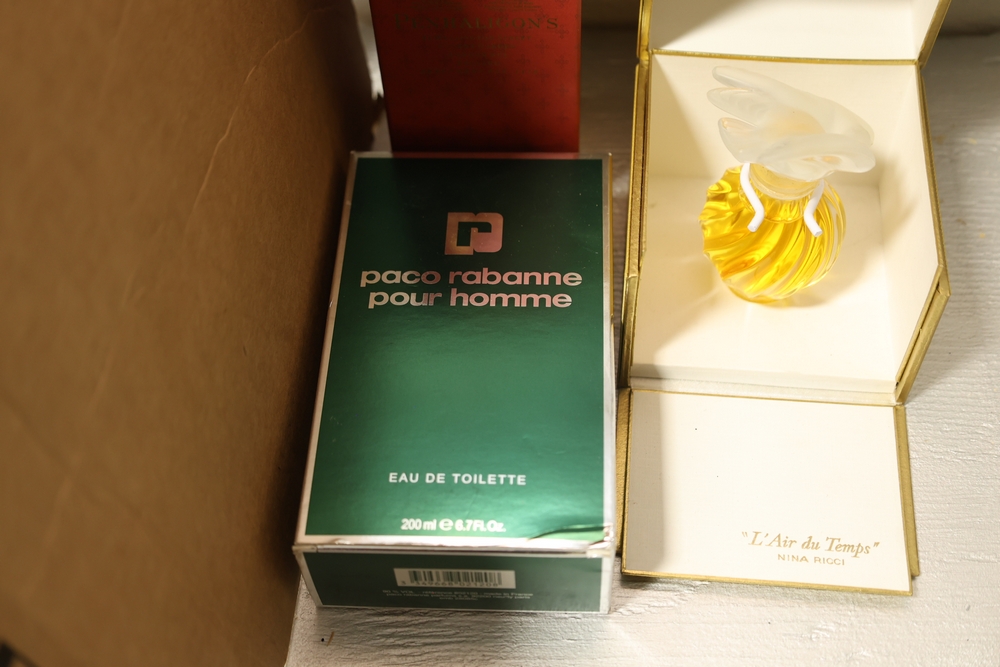 paco rabanne
pour homme
EAU DE TOILETTE
200 ml e 6.7 Fl. Oz.
"L'Air du Temps"
NINA RICCI